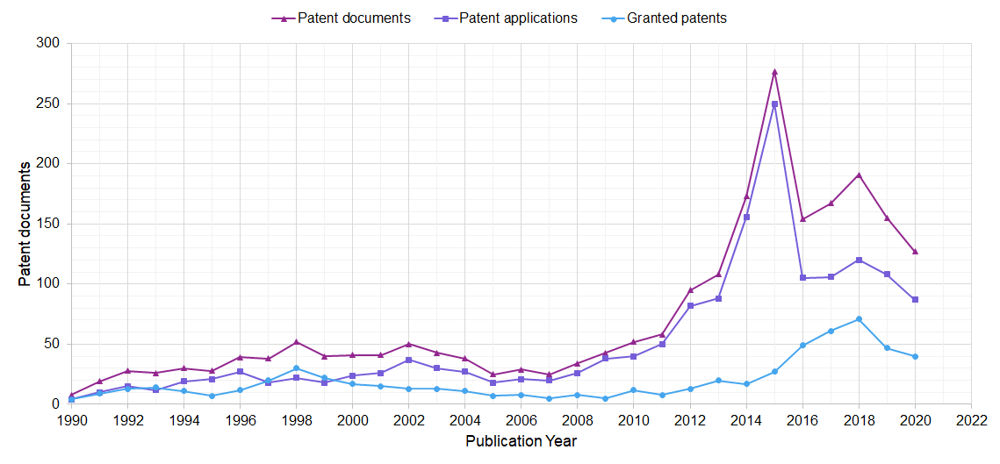 Patent documents Patent applications Granted patents
300
250
200
150
100
50
0
Patent documents
1990 1992 1994 1996 1998 2000 2002 2004 2006 2008 2010 2012 2014 2016 2018 2020 2022
Publication Year